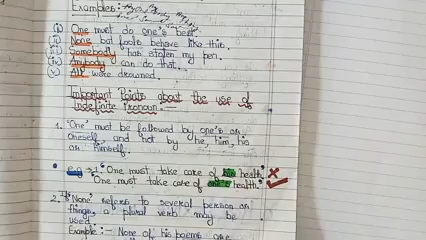 Examples:-
(i) One must do one's best.
(ii) None but fools behave like this.
(iii) Somebody has stolen my pen.
(iv) Anybody can do that.
(v) All were drowned.
Important Points about the use of
Indefinite Pronoun :-
1. "One" must be followed by one's or
oneself and not by he, him, his
or himself.
e.g → "One must take care of his health" ✗
"One must take care of one's health" ✓
2. "None" refers to several person or
things, a plural verb may be
used.
Example :- None of his poems are